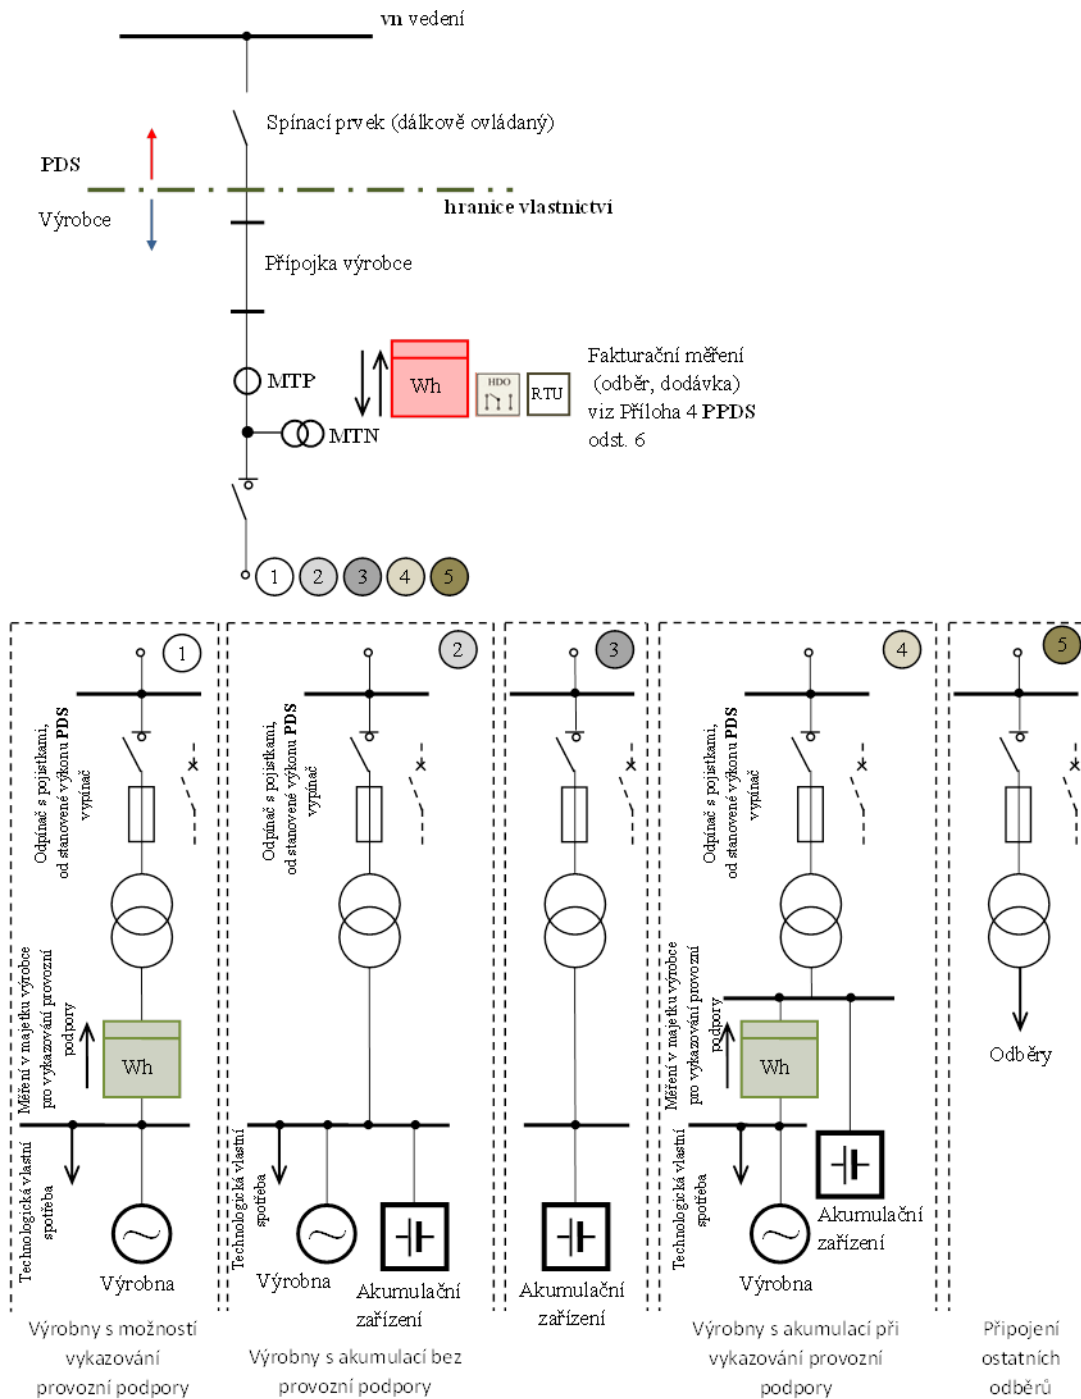 vn vedení
Spínací prvek (dálkově ovládaný)
PDS
hranice vlastnictví
Výrobce
Přípojka výrobce
MTP
Wh
HDO
RTU
Fakturační měření
(odběr, dodávka)
viz Příloha 4 PPDS
odst. 6
MTN
1
2
3
4
5
1
Odpínač s pojistkami,
od stanovené výkonu PDS
vypínač
Měření v majetku výrobce
pro vykazování provozní
podpory
Wh
Technologická vlastní
spotřeba
Výrobna
Výrobny s možností
vykazování
provozní podpory
2
Odpínač s pojistkami,
od stanovené výkonu PDS
vypínač
Technologická vlastní
spotřeba
Výrobna
Akumulační
zařízení
Výrobny s akumulací bez
provozní podpory
3
Akumulační
zařízení
4
Odpínač s pojistkami,
od stanovené výkonu PDS
vypínač
Měření v majetku výrobce
pro vykazování provozní
podpory
Wh
Technologická vlastní
spotřeba
Akumulační
zařízení
Výrobna
Výrobny s akumulací při
vykazování provozní
podpory
5
Odběry
Připojení
ostatních
odběrů